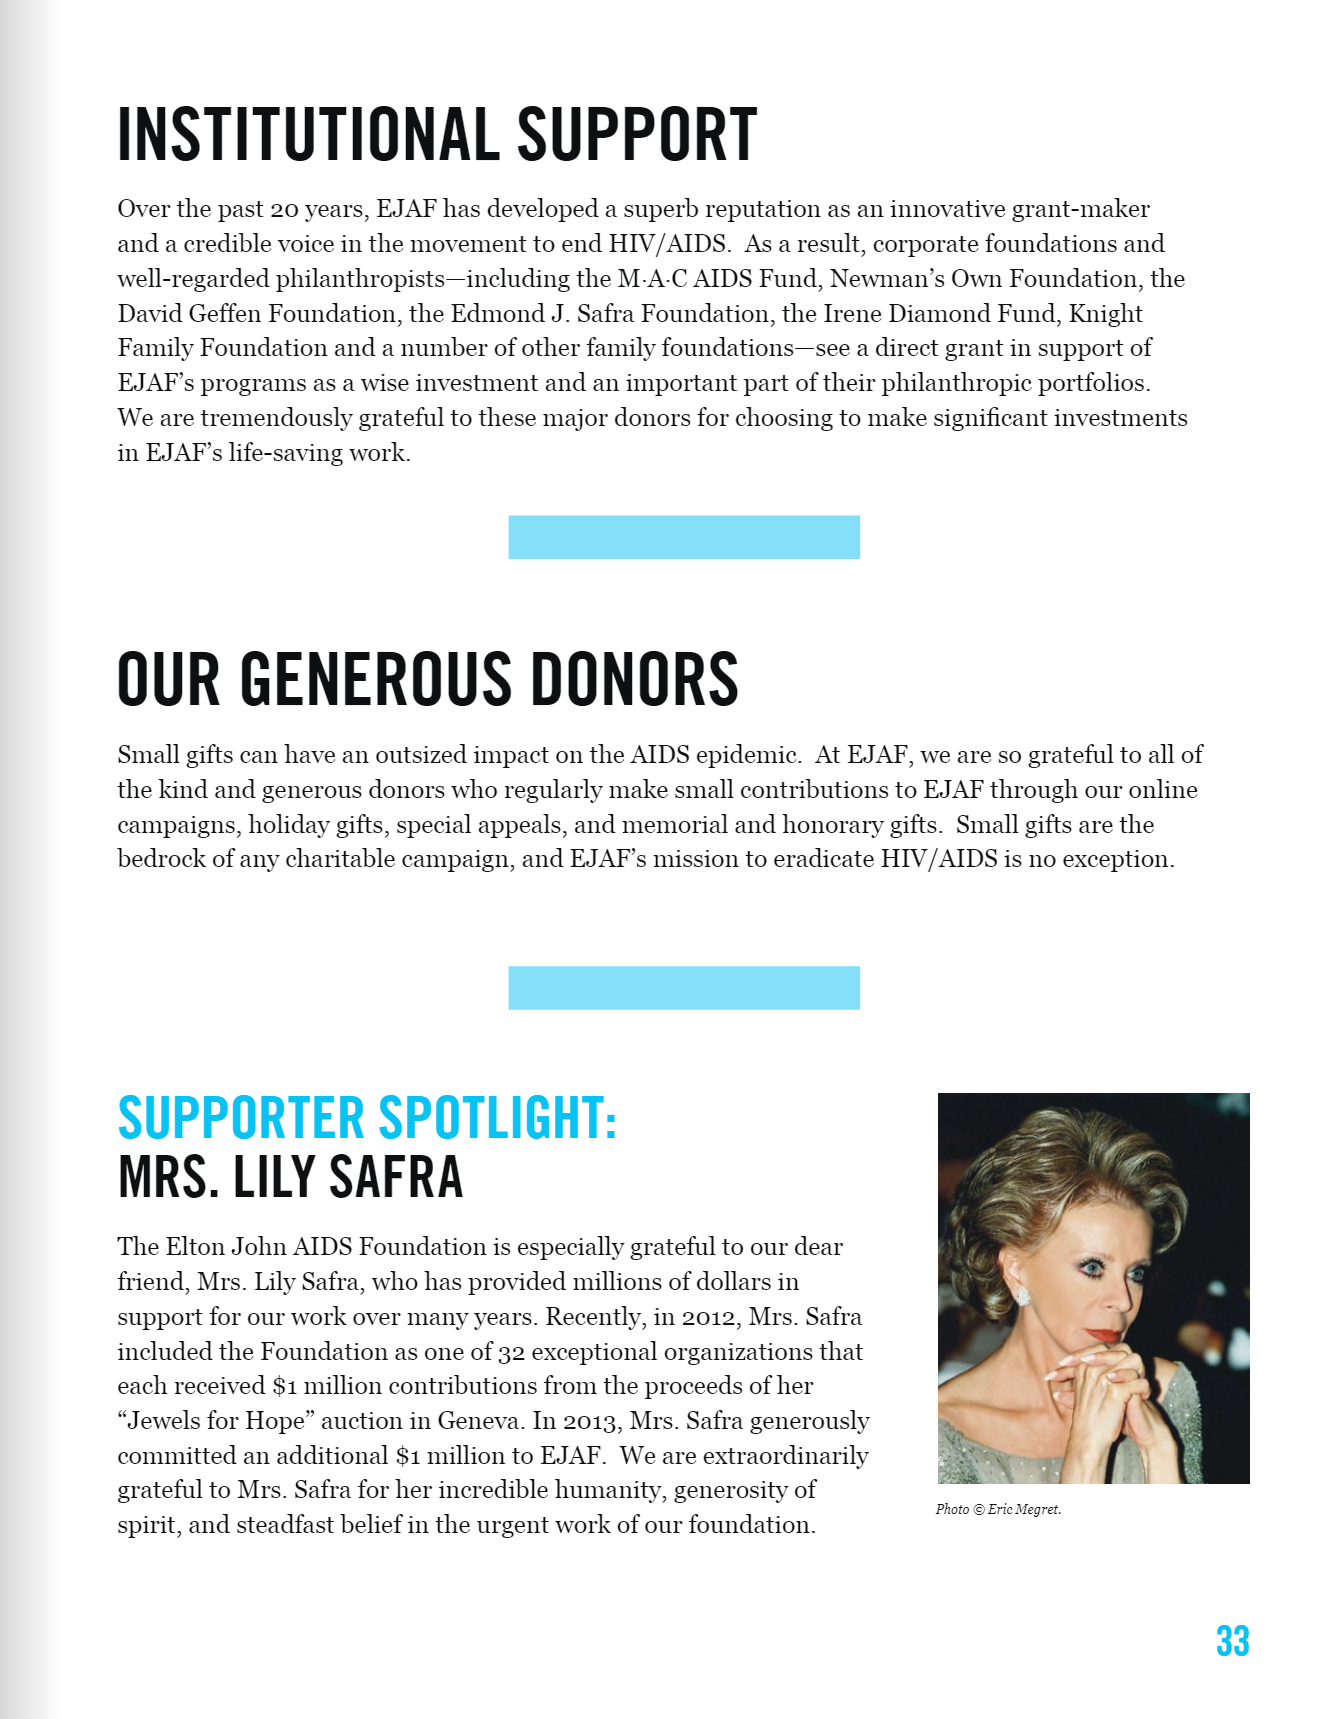 INSTITUTIONAL SUPPORT
Over the past 20 years, EJAF has developed a superb reputation as an innovative grant-maker
and a credible voice in the movement to end HIV/AIDS.  As a result, corporate foundations and
well-regarded philanthropists—including the M·A·C AIDS Fund, Newman’s Own Foundation, the
David Geffen Foundation, the Edmond J. Safra Foundation, the Irene Diamond Fund, Knight
Family Foundation and a number of other family foundations—see a direct grant in support of
EJAF’s programs as a wise investment and an important part of their philanthropic portfolios.
We are tremendously grateful to these major donors for choosing to make significant investments
in EJAF’s life-saving work.
OUR GENEROUS DONORS
Small gifts can have an outsized impact on the AIDS epidemic.  At EJAF, we are so grateful to all of
the kind and generous donors who regularly make small contributions to EJAF through our online
campaigns, holiday gifts, special appeals, and memorial and honorary gifts.  Small gifts are the
bedrock of any charitable campaign, and EJAF’s mission to eradicate HIV/AIDS is no exception.
SUPPORTER SPOTLIGHT:
MRS. LILY SAFRA
The Elton John AIDS Foundation is especially grateful to our dear
friend, Mrs. Lily Safra, who has provided millions of dollars in
support for our work over many years. Recently, in 2012, Mrs. Safra
included the Foundation as one of 32 exceptional organizations that
each received $1 million contributions from the proceeds of her
“Jewels for Hope” auction in Geneva. In 2013, Mrs. Safra generously
committed an additional $1 million to EJAF.  We are extraordinarily
grateful to Mrs. Safra for her incredible humanity, generosity of
spirit, and steadfast belief in the urgent work of our foundation.
Photo © Eric Megret.
33